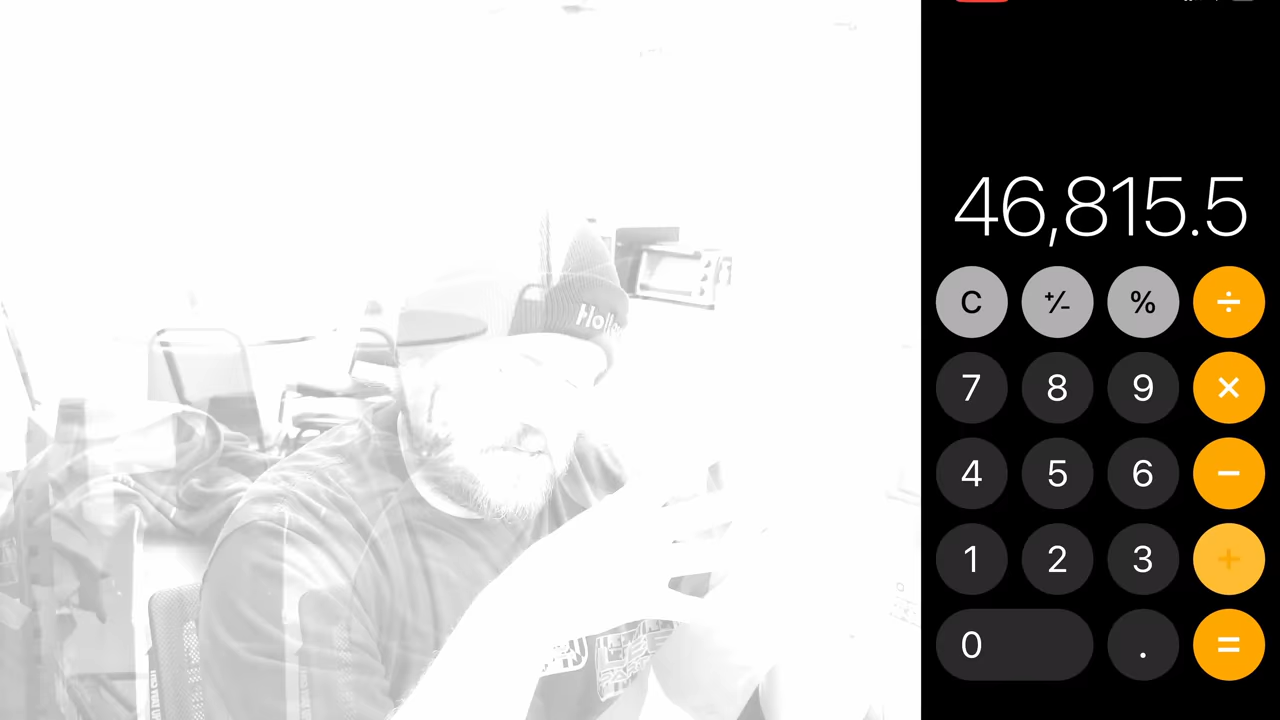 46,815.5
C +/- % ÷
7 8 9 ×
4 5 6 −
1 2 3 +
0 . =